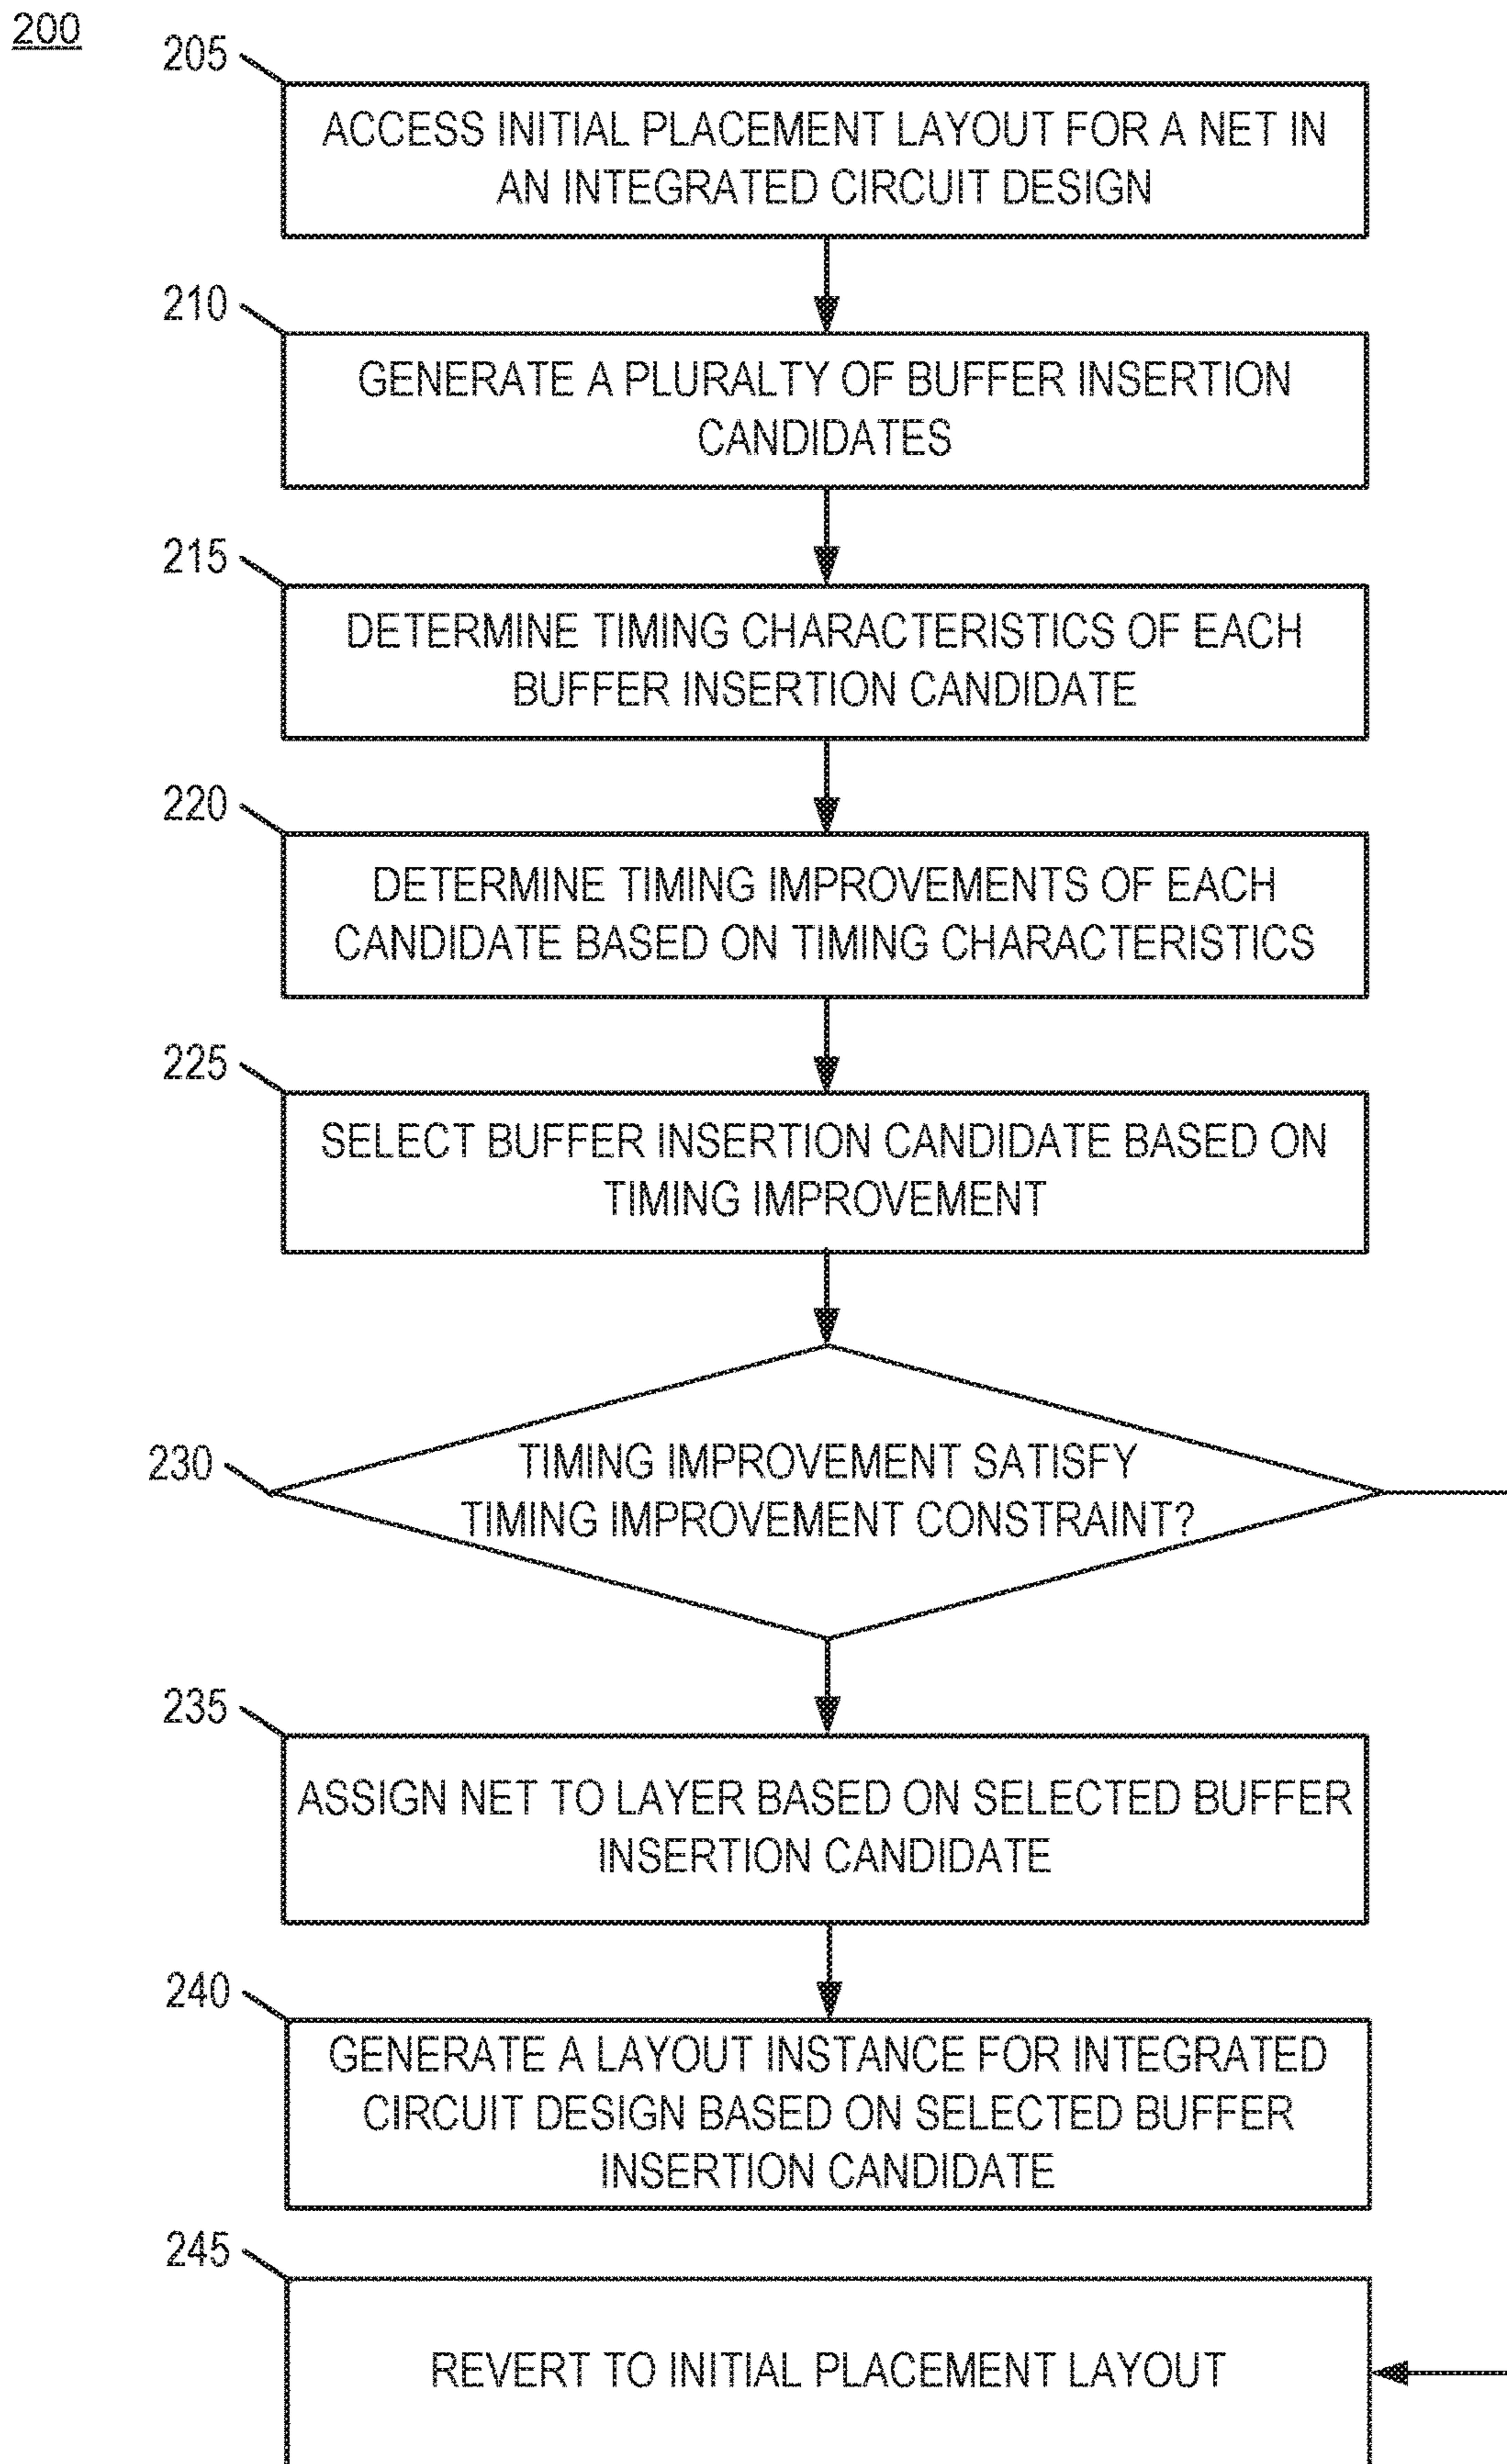 200
205
ACCESS INITIAL PLACEMENT LAYOUT FOR A NET IN
AN INTEGRATED CIRCUIT DESIGN
210
GENERATE A PLURALTY OF BUFFER INSERTION
CANDIDATES
215
DETERMINE TIMING CHARACTERISTICS OF EACH
BUFFER INSERTION CANDIDATE
220
DETERMINE TIMING IMPROVEMENTS OF EACH
CANDIDATE BASED ON TIMING CHARACTERISTICS
225
SELECT BUFFER INSERTION CANDIDATE BASED ON
TIMING IMPROVEMENT
230
TIMING IMPROVEMENT SATISFY
TIMING IMPROVEMENT CONSTRAINT?
235
ASSIGN NET TO LAYER BASED ON SELECTED BUFFER
INSERTION CANDIDATE
240
GENERATE A LAYOUT INSTANCE FOR INTEGRATED
CIRCUIT DESIGN BASED ON SELECTED BUFFER
INSERTION CANDIDATE
245
REVERT TO INITIAL PLACEMENT LAYOUT